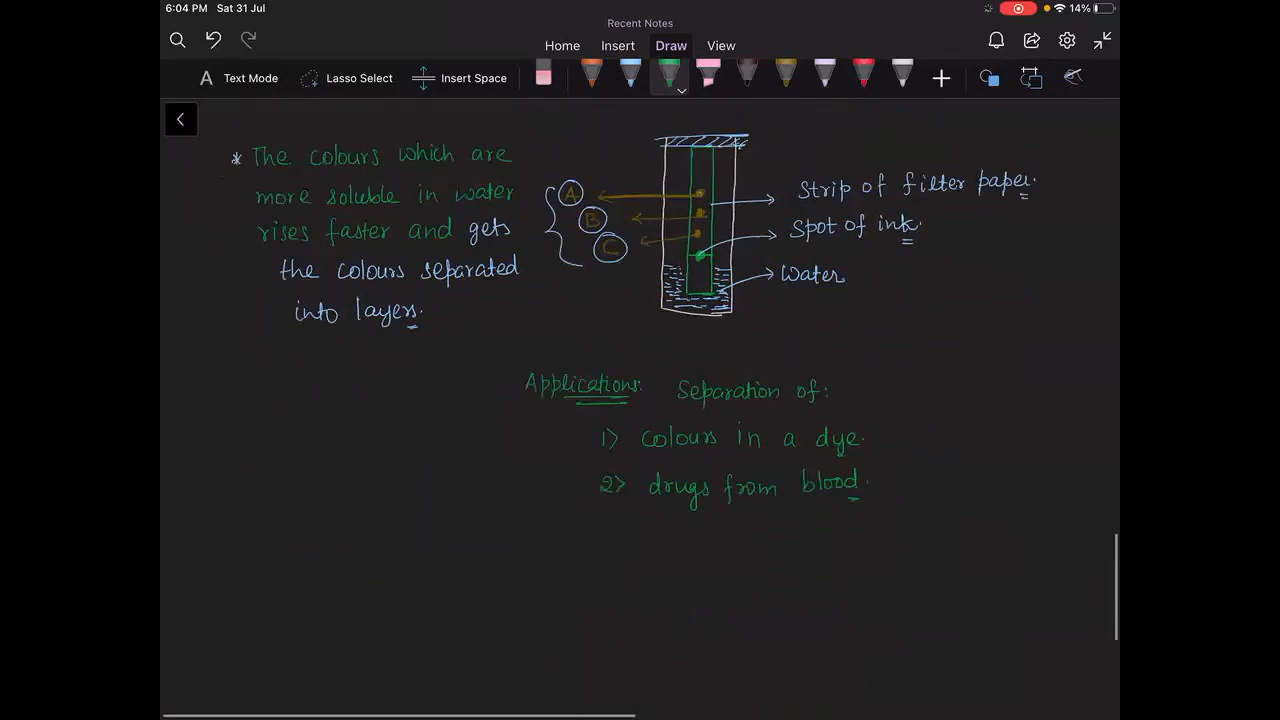 6:04 PM Sat 31 Jul
14%
Recent Notes
Home Insert Draw View
Text Mode Lasso Select Insert Space
* The colours which are
more soluble in water
rises faster and gets
the colours separated
into layers.
A
B
C
Strip of filter paper.
Spot of ink.
Water
Applications: Separation of:
1) colours in a dye.
2) drugs from blood.